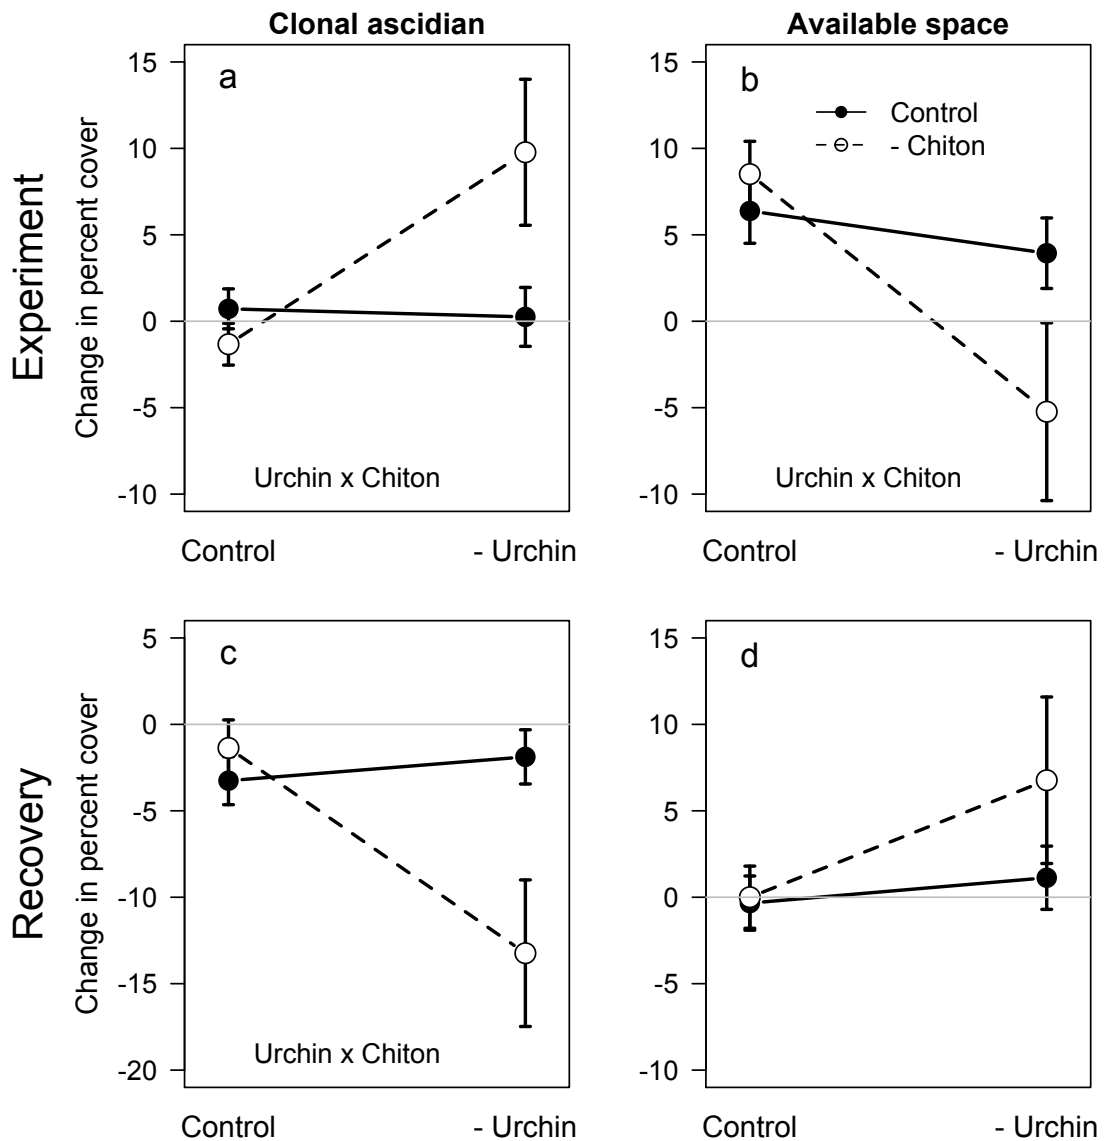 Clonal ascidian
Available space
Experiment
Change in percent cover
15
10
5
0
-5
-10
a
Urchin x Chiton
Control
- Urchin
15
10
5
0
-5
-10
b
Control
- Chiton
Urchin x Chiton
Control
- Urchin
Recovery
Change in percent cover
5
0
-5
-10
-15
-20
c
Urchin x Chiton
Control
- Urchin
15
10
5
0
-5
-10
d
Control
- Urchin